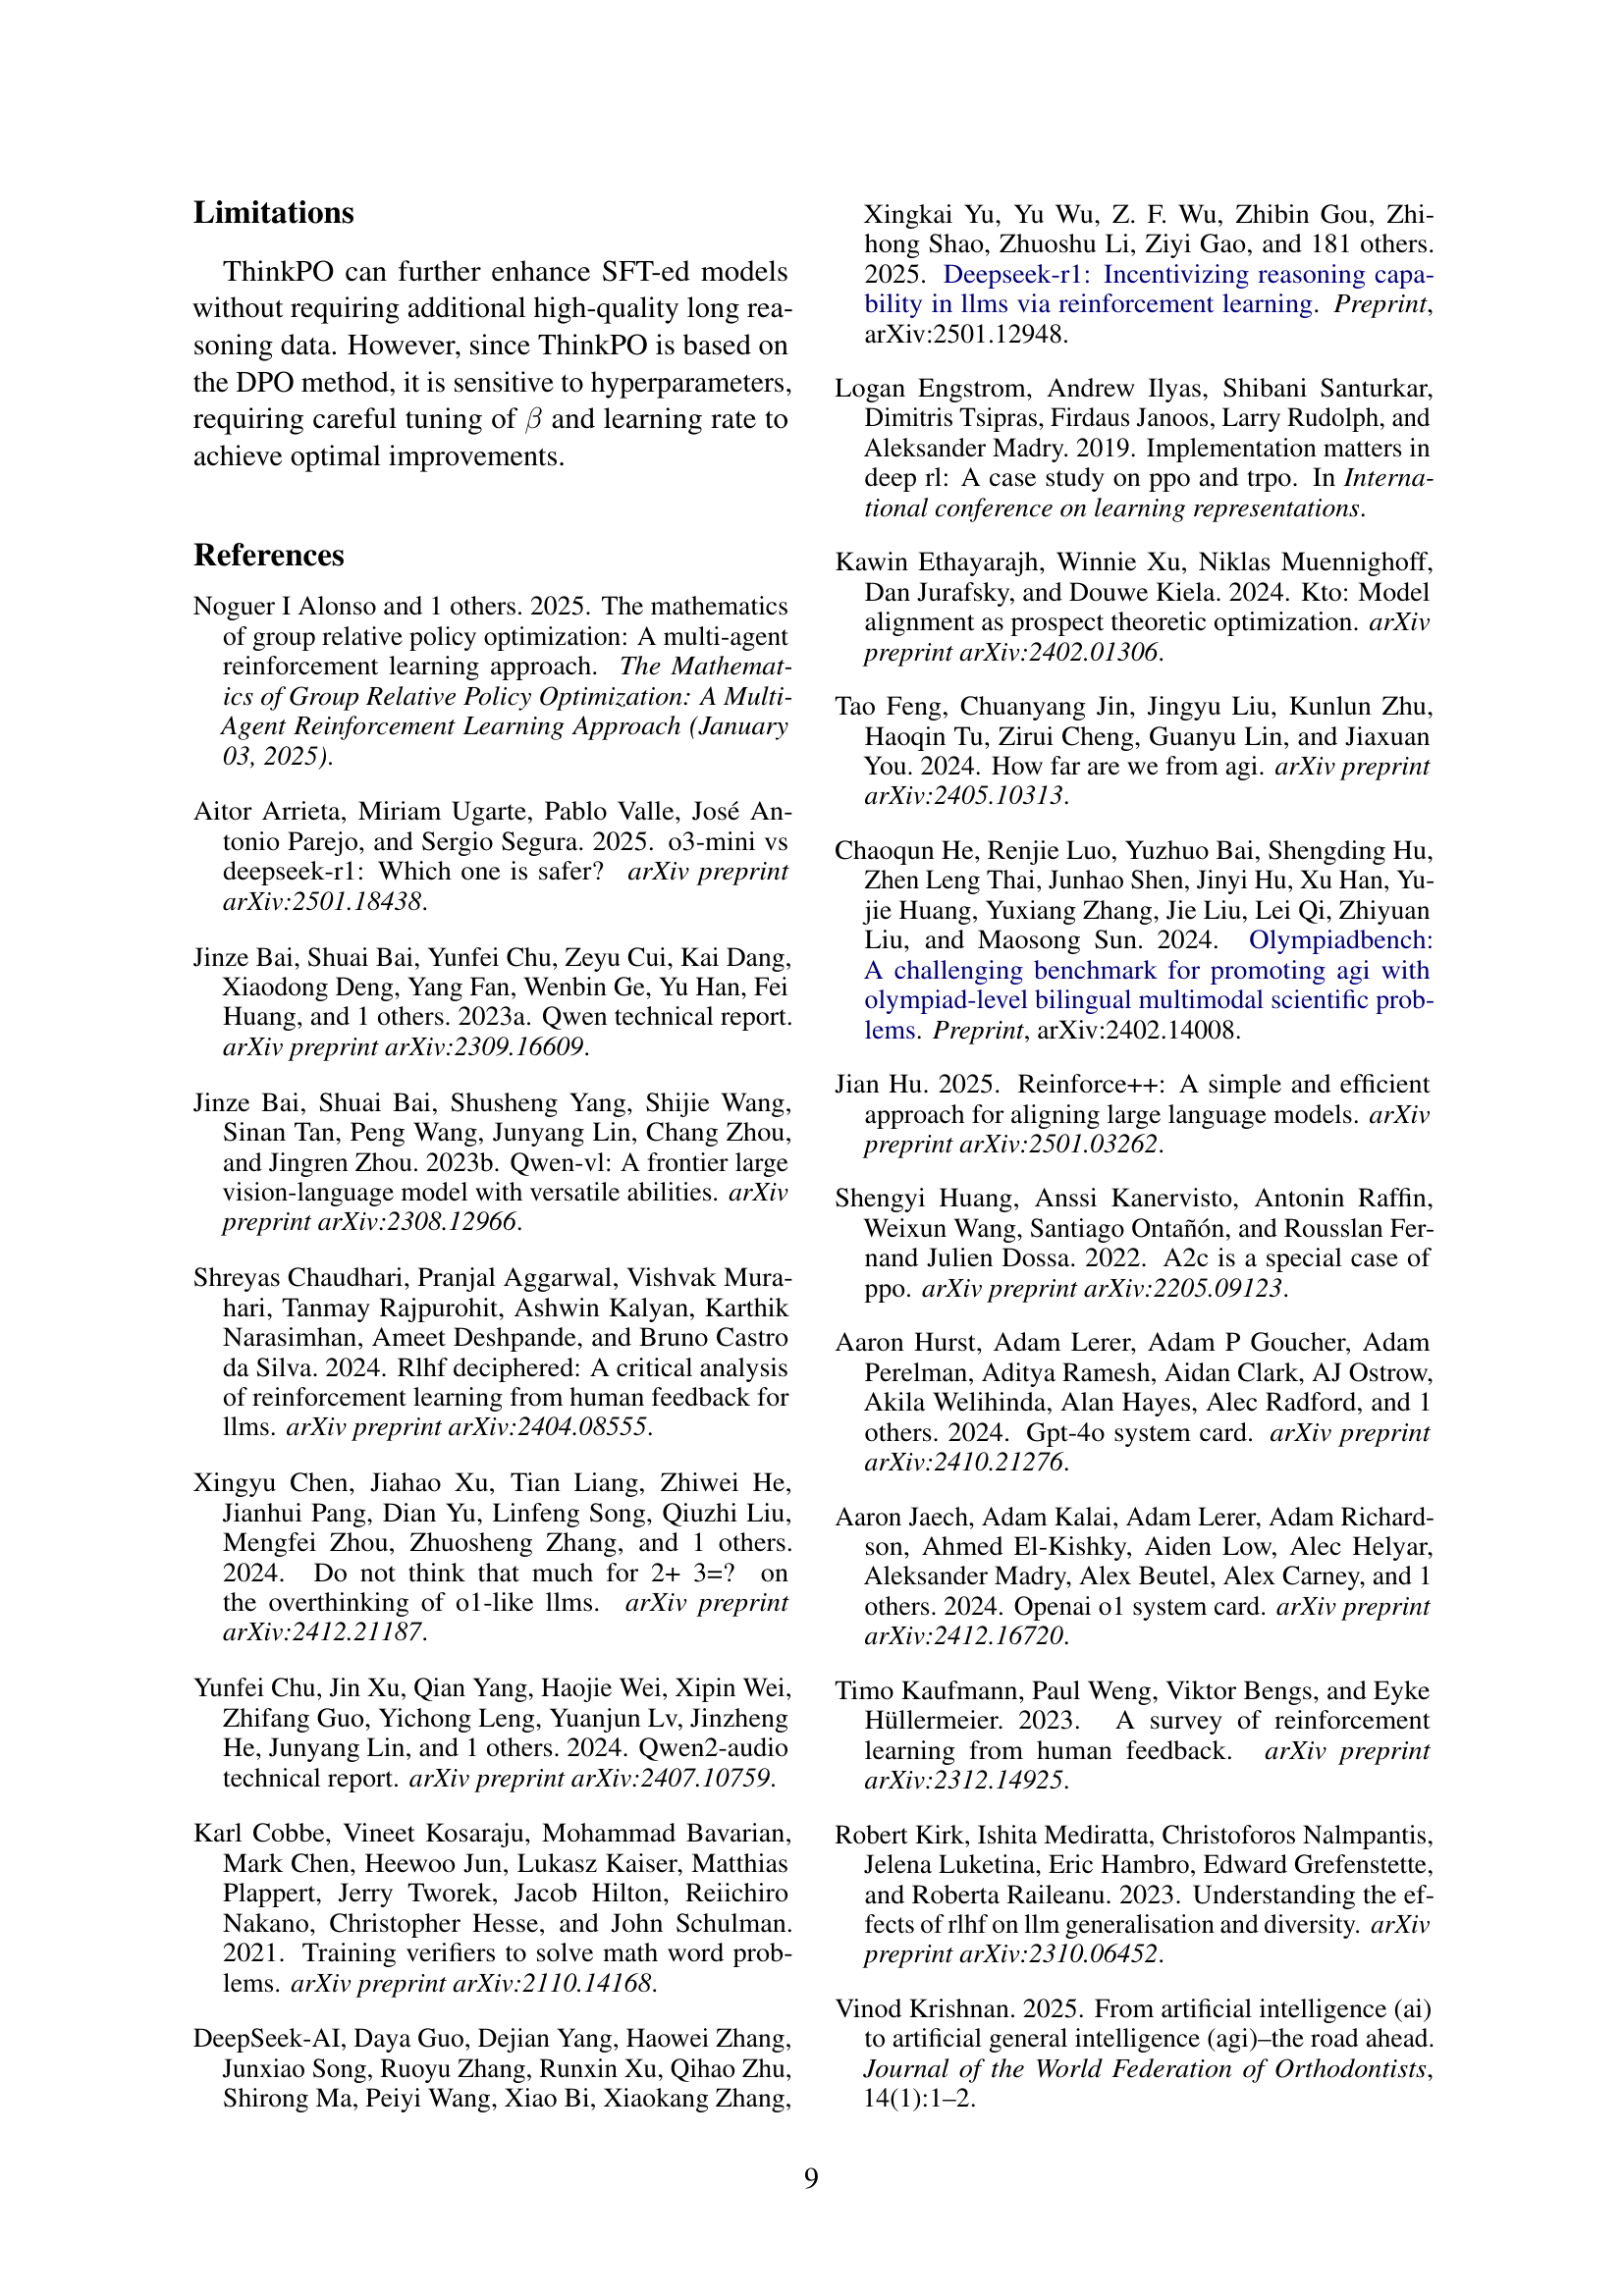 Limitations
ThinkPO can further enhance SFT-ed models
without requiring additional high-quality long rea-
soning data. However, since ThinkPO is based on
the DPO method, it is sensitive to hyperparameters,
requiring careful tuning of β and learning rate to
achieve optimal improvements.
References
Noguer I Alonso and 1 others. 2025. The mathematics
of group relative policy optimization: A multi-agent
reinforcement learning approach. The Mathemat-
ics of Group Relative Policy Optimization: A Multi-
Agent Reinforcement Learning Approach (January
03, 2025).
Aitor Arrieta, Miriam Ugarte, Pablo Valle, José An-
tonio Parejo, and Sergio Segura. 2025. o3-mini vs
deepseek-r1: Which one is safer? arXiv preprint
arXiv:2501.18438.
Jinze Bai, Shuai Bai, Yunfei Chu, Zeyu Cui, Kai Dang,
Xiaodong Deng, Yang Fan, Wenbin Ge, Yu Han, Fei
Huang, and 1 others. 2023a. Qwen technical report.
arXiv preprint arXiv:2309.16609.
Jinze Bai, Shuai Bai, Shusheng Yang, Shijie Wang,
Sinan Tan, Peng Wang, Junyang Lin, Chang Zhou,
and Jingren Zhou. 2023b. Qwen-vl: A frontier large
vision-language model with versatile abilities. arXiv
preprint arXiv:2308.12966.
Shreyas Chaudhari, Pranjal Aggarwal, Vishvak Mura-
hari, Tanmay Rajpurohit, Ashwin Kalyan, Karthik
Narasimhan, Ameet Deshpande, and Bruno Castro
da Silva. 2024. Rlhf deciphered: A critical analysis
of reinforcement learning from human feedback for
llms. arXiv preprint arXiv:2404.08555.
Xingyu Chen, Jiahao Xu, Tian Liang, Zhiwei He,
Jianhui Pang, Dian Yu, Linfeng Song, Qiuzhi Liu,
Mengfei Zhou, Zhuosheng Zhang, and 1 others.
2024. Do not think that much for 2+ 3=? on
the overthinking of o1-like llms. arXiv preprint
arXiv:2412.21187.
Yunfei Chu, Jin Xu, Qian Yang, Haojie Wei, Xipin Wei,
Zhifang Guo, Yichong Leng, Yuanjun Lv, Jinzheng
He, Junyang Lin, and 1 others. 2024. Qwen2-audio
technical report. arXiv preprint arXiv:2407.10759.
Karl Cobbe, Vineet Kosaraju, Mohammad Bavarian,
Mark Chen, Heewoo Jun, Lukasz Kaiser, Matthias
Plappert, Jerry Tworek, Jacob Hilton, Reiichiro
Nakano, Christopher Hesse, and John Schulman.
2021. Training verifiers to solve math word prob-
lems. arXiv preprint arXiv:2110.14168.
DeepSeek-AI, Daya Guo, Dejian Yang, Haowei Zhang,
Junxiao Song, Ruoyu Zhang, Runxin Xu, Qihao Zhu,
Shirong Ma, Peiyi Wang, Xiao Bi, Xiaokang Zhang,
Xingkai Yu, Yu Wu, Z. F. Wu, Zhibin Gou, Zhi-
hong Shao, Zhuoshu Li, Ziyi Gao, and 181 others.
2025. Deepseek-r1: Incentivizing reasoning capa-
bility in llms via reinforcement learning. Preprint,
arXiv:2501.12948.
Logan Engstrom, Andrew Ilyas, Shibani Santurkar,
Dimitris Tsipras, Firdaus Janoos, Larry Rudolph, and
Aleksander Madry. 2019. Implementation matters in
deep rl: A case study on ppo and trpo. In Interna-
tional conference on learning representations.
Kawin Ethayarajh, Winnie Xu, Niklas Muennighoff,
Dan Jurafsky, and Douwe Kiela. 2024. Kto: Model
alignment as prospect theoretic optimization. arXiv
preprint arXiv:2402.01306.
Tao Feng, Chuanyang Jin, Jingyu Liu, Kunlun Zhu,
Haoqin Tu, Zirui Cheng, Guanyu Lin, and Jiaxuan
You. 2024. How far are we from agi. arXiv preprint
arXiv:2405.10313.
Chaoqun He, Renjie Luo, Yuzhuo Bai, Shengding Hu,
Zhen Leng Thai, Junhao Shen, Jinyi Hu, Xu Han, Yu-
jie Huang, Yuxiang Zhang, Jie Liu, Lei Qi, Zhiyuan
Liu, and Maosong Sun. 2024. Olympiadbench:
A challenging benchmark for promoting agi with
olympiad-level bilingual multimodal scientific prob-
lems. Preprint, arXiv:2402.14008.
Jian Hu. 2025. Reinforce++: A simple and efficient
approach for aligning large language models. arXiv
preprint arXiv:2501.03262.
Shengyi Huang, Anssi Kanervisto, Antonin Raffin,
Weixun Wang, Santiago Ontañón, and Rousslan Fer-
nand Julien Dossa. 2022. A2c is a special case of
ppo. arXiv preprint arXiv:2205.09123.
Aaron Hurst, Adam Lerer, Adam P Goucher, Adam
Perelman, Aditya Ramesh, Aidan Clark, AJ Ostrow,
Akila Welihinda, Alan Hayes, Alec Radford, and 1
others. 2024. Gpt-4o system card. arXiv preprint
arXiv:2410.21276.
Aaron Jaech, Adam Kalai, Adam Lerer, Adam Richard-
son, Ahmed El-Kishky, Aiden Low, Alec Helyar,
Aleksander Madry, Alex Beutel, Alex Carney, and 1
others. 2024. Openai o1 system card. arXiv preprint
arXiv:2412.16720.
Timo Kaufmann, Paul Weng, Viktor Bengs, and Eyke
Hüllermeier. 2023. A survey of reinforcement
learning from human feedback. arXiv preprint
arXiv:2312.14925.
Robert Kirk, Ishita Mediratta, Christoforos Nalmpantis,
Jelena Luketina, Eric Hambro, Edward Grefenstette,
and Roberta Raileanu. 2023. Understanding the ef-
fects of rlhf on llm generalisation and diversity. arXiv
preprint arXiv:2310.06452.
Vinod Krishnan. 2025. From artificial intelligence (ai)
to artificial general intelligence (agi)–the road ahead.
Journal of the World Federation of Orthodontists,
14(1):1–2.
9